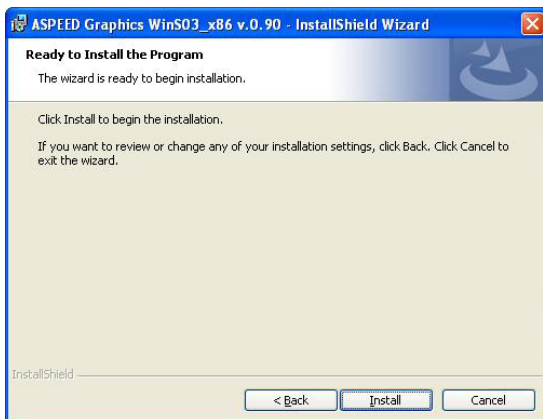 ASPEED Graphics WinS03_x86 v.0.90 - InstallShield Wizard
Ready to Install the Program
The wizard is ready to begin installation.
Click Install to begin the installation.
If you want to review or change any of your installation settings, click Back. Click Cancel to
exit the wizard.
InstallShield
< Back Install Cancel